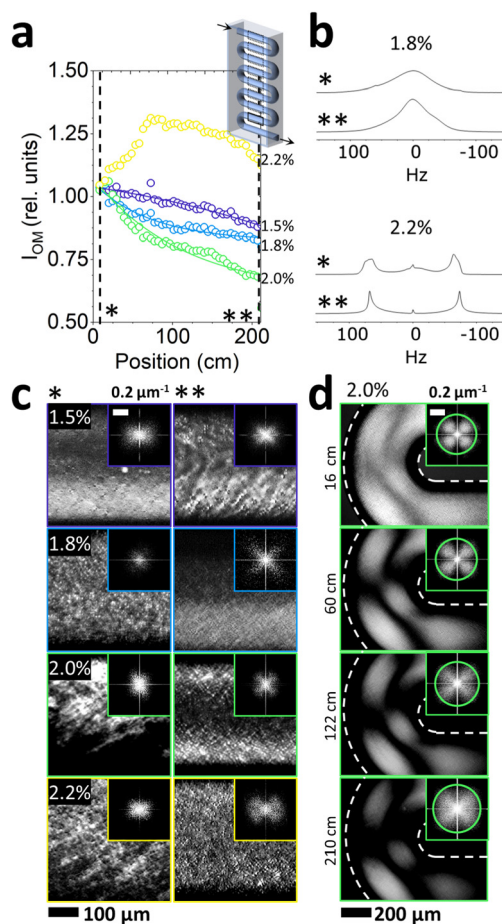 a
1.50
1.25
1.00
0.75
0.50
I_OM (rel. units)
2.2%
1.5%
1.8%
2.0%
*
**
0 50 100 150 200
Position (cm)
b
1.8%
*
**
100 0 -100
Hz
2.2%
*
**
100 0 -100
Hz
c
* 0.2 µm⁻¹ **
1.5%
1.8%
2.0%
2.2%
100 µm
d
2.0% 0.2 µm⁻¹
16 cm
60 cm
122 cm
210 cm
200 µm